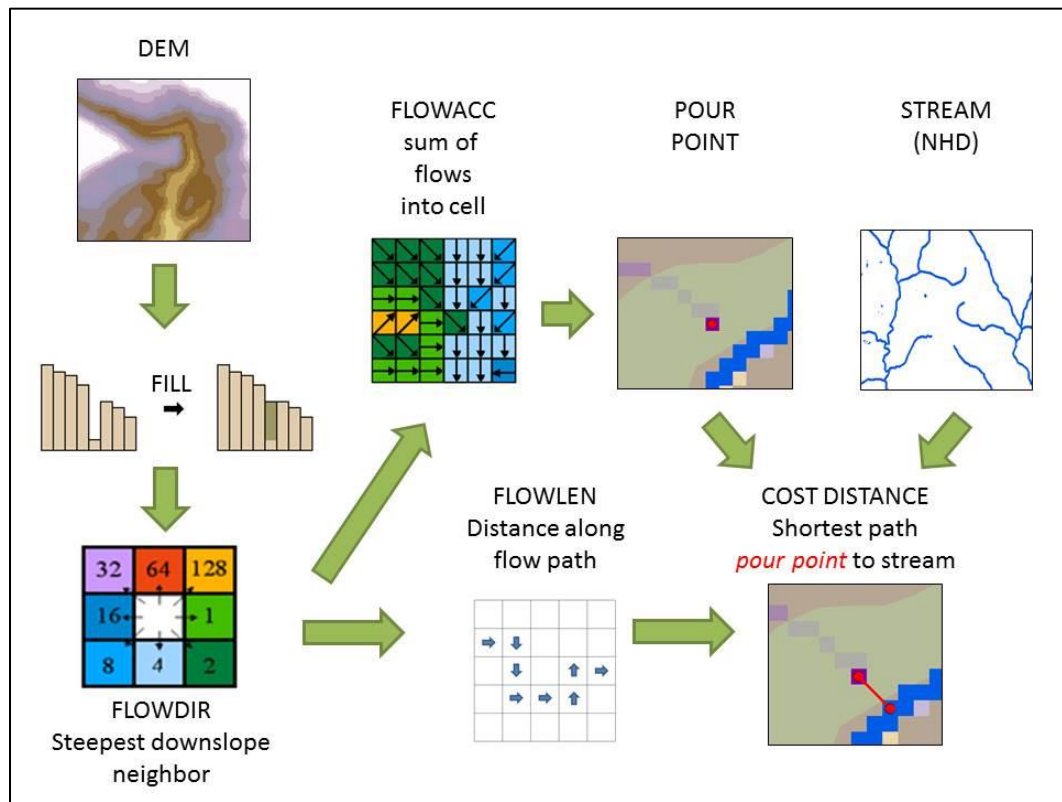 DEM
FILL
32 64 128
16 1
8 4 2
FLOWDIR
Steepest downslope
neighbor
FLOWACC
sum of
flows
into cell
POUR
POINT
STREAM
(NHD)
FLOWLEN
Distance along
flow path
COST DISTANCE
Shortest path
pour point to stream